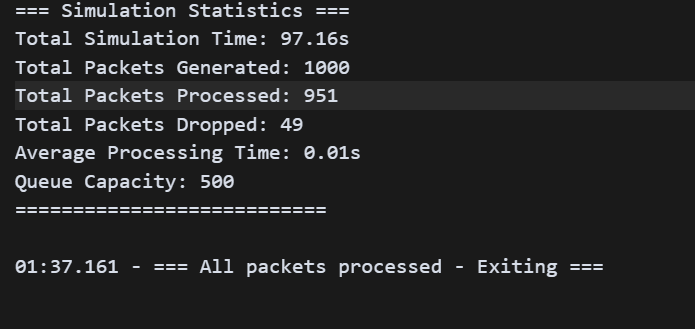 === Simulation Statistics ===
Total Simulation Time: 97.16s
Total Packets Generated: 1000
Total Packets Processed: 951
Total Packets Dropped: 49
Average Processing Time: 0.01s
Queue Capacity: 500
===========================
01:37.161 - === All packets processed - Exiting ===